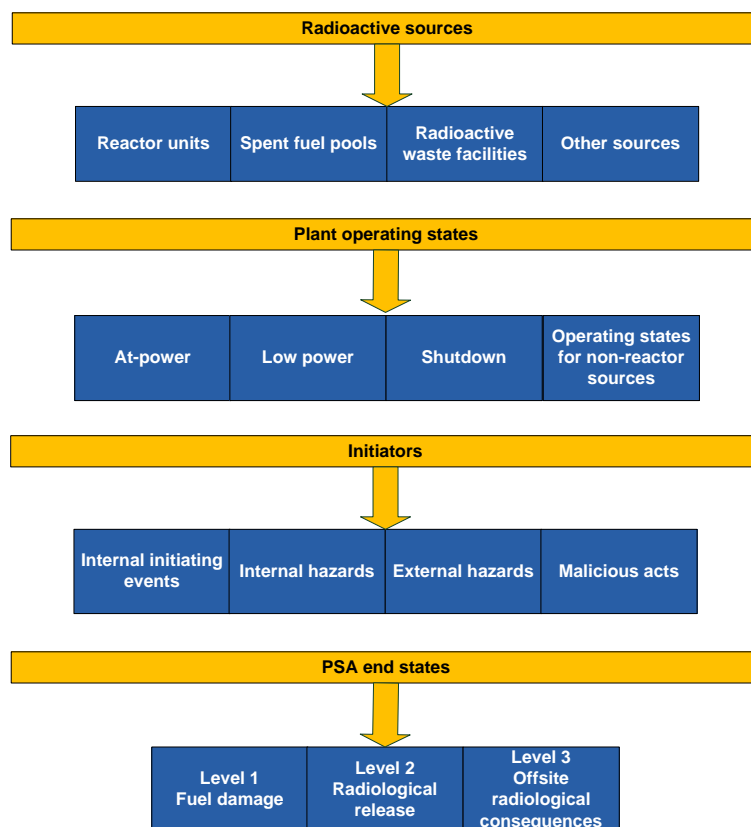 Radioactive sources
Reactor units
Spent fuel pools
Radioactive
waste facilities
Other sources
Plant operating states
At-power
Low power
Shutdown
Operating states
for non-reactor
sources
Initiators
Internal initiating
events
Internal hazards
External hazards
Malicious acts
PSA end states
Level 1
Fuel damage
Level 2
Radiological
release
Level 3
Offsite
radiological
consequences